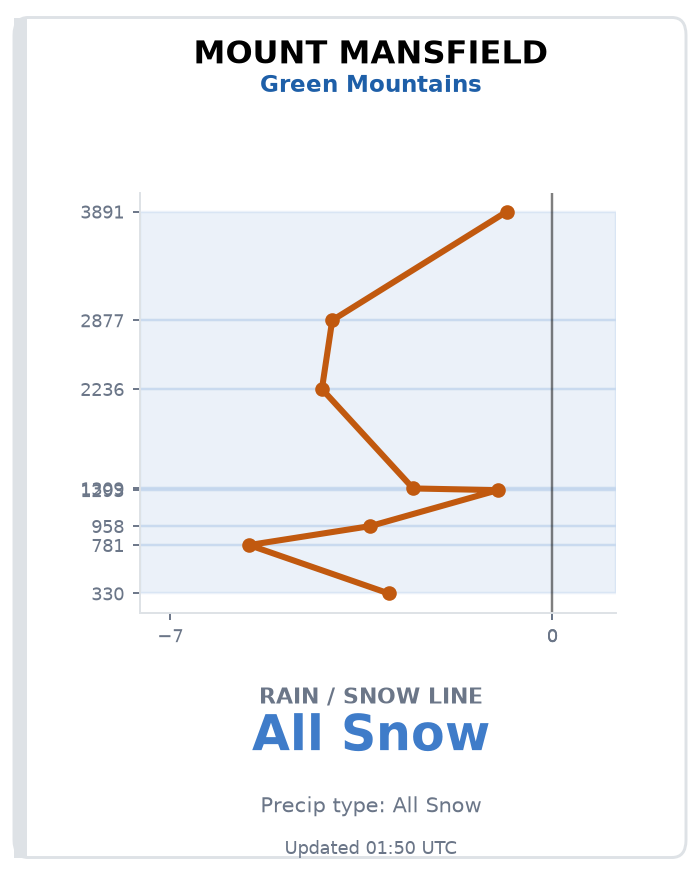 MOUNT MANSFIELD
Green Mountains
3891
2877
2236
1399
958
781
330
−7
0
RAIN / SNOW LINE
All Snow
Precip type: All Snow
Updated 01:50 UTC